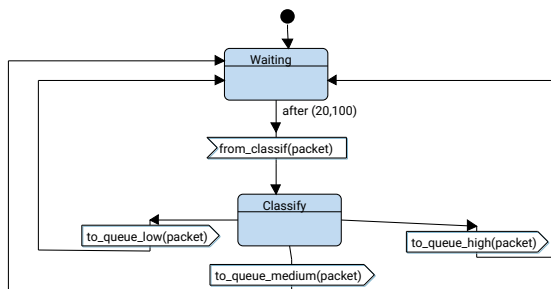 Waiting
after (20,100)
from_classif(packet)
Classify
to_queue_low(packet)
to_queue_high(packet)
to_queue_medium(packet)